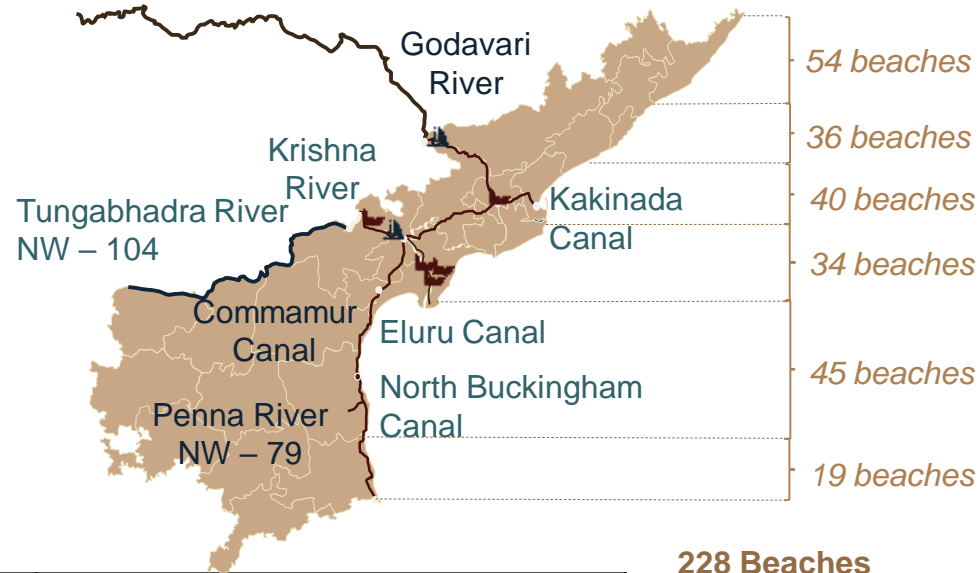 Godavari
River
54 beaches
36 beaches
Krishna
River
40 beaches
Kakinada
Canal
Tungabhadra River
NW – 104
34 beaches
Commamur
Canal
Eluru Canal
45 beaches
North Buckingham
Canal
Penna River
NW – 79
19 beaches
228 Beaches